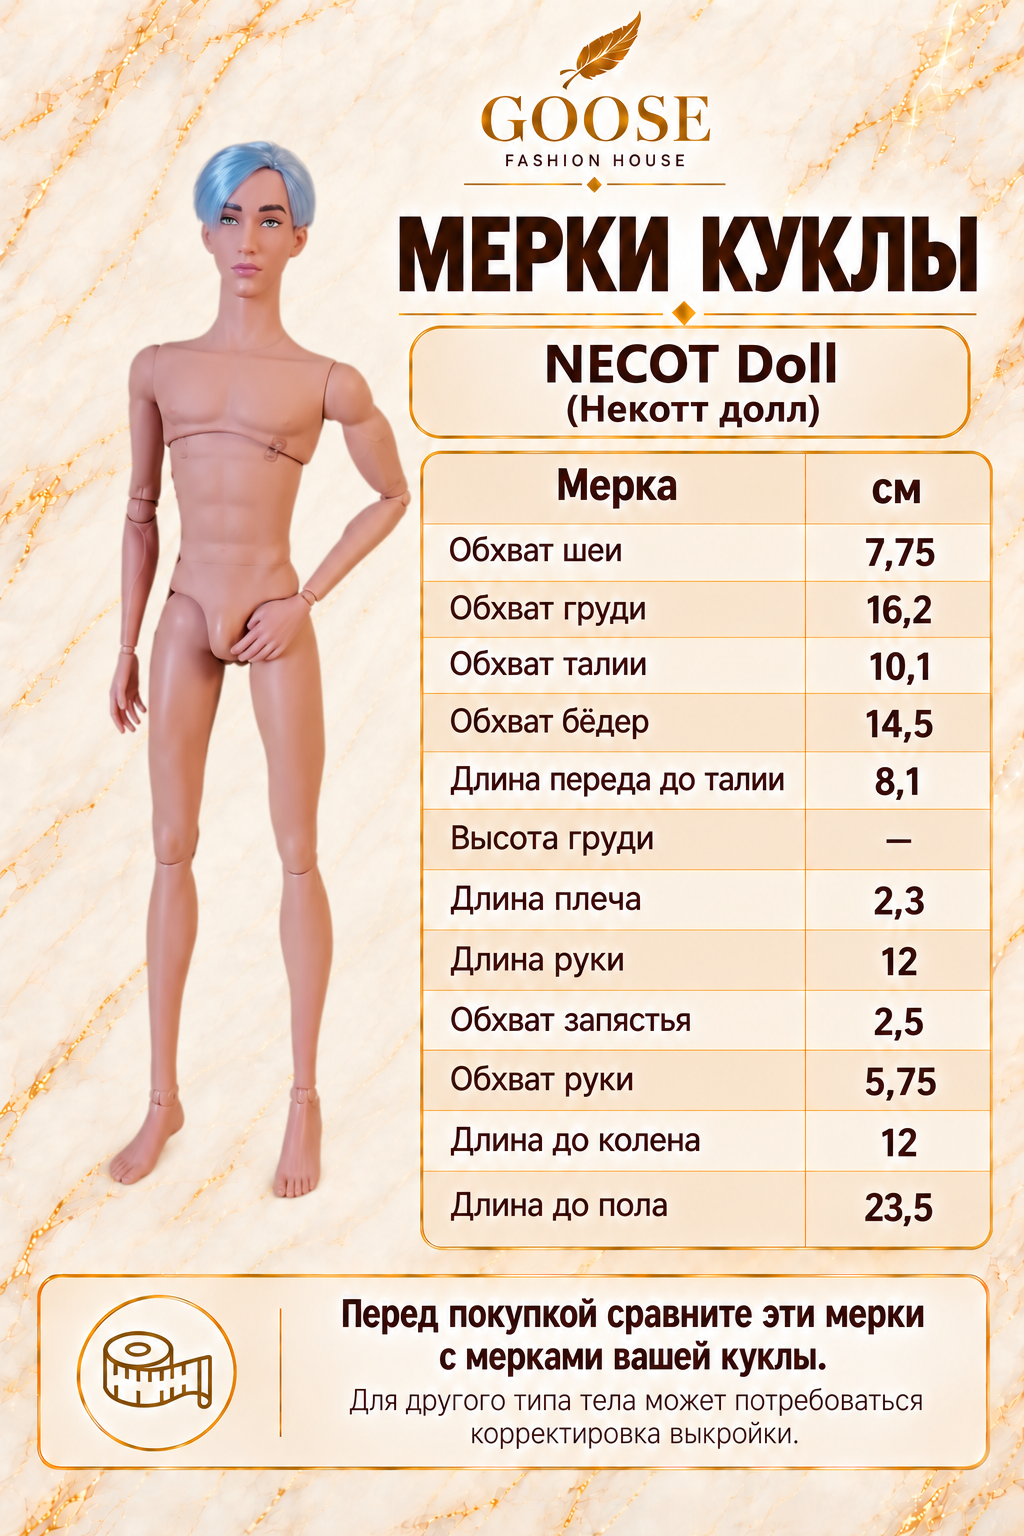 GOOSE
FASHION HOUSE
МЕРКИ КУКЛЫ
NECOT Doll
(Некотт долл)
Мерка см
Обхват шеи 7,75
Обхват груди 16,2
Обхват талии 10,1
Обхват бёдер 14,5
Длина переда до талии 8,1
Высота груди —
Длина плеча 2,3
Длина руки 12
Обхват запястья 2,5
Обхват руки 5,75
Длина до колена 12
Длина до пола 23,5
Перед покупкой сравните эти мерки
с мерками вашей куклы.
Для другого типа тела может потребоваться
корректировка выкройки.